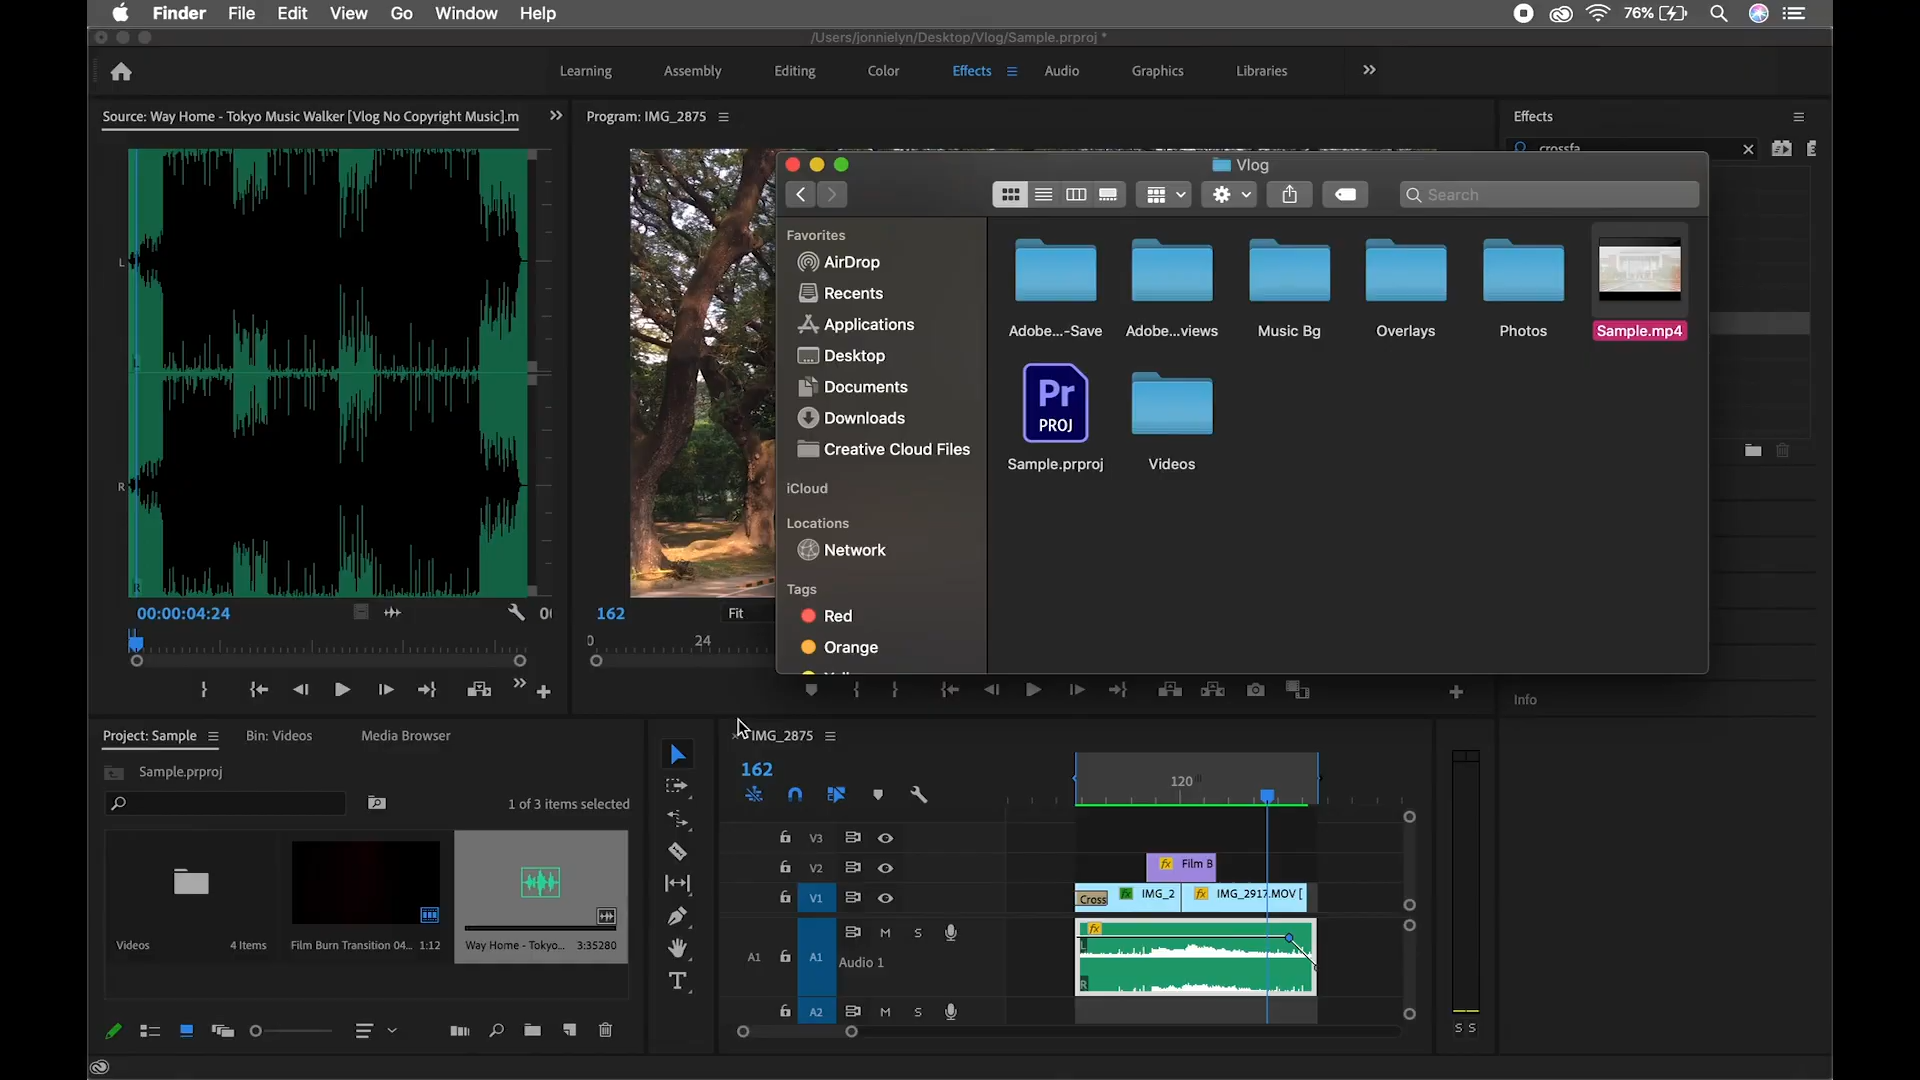 Finder File Edit View Go Window Help 76%
/Users/jonnielyn/Desktop/Vlog/Sample.prproj *
Learning Assembly Editing Color Effects Audio Graphics Libraries
Source: Way Home - Tokyo Music Walker [Vlog No Copyright Music].m
Program: IMG_2875
Effects
crossfa
Vlog
Search
Favorites
AirDrop
Recents
Applications
Desktop
Documents
Downloads
Creative Cloud Files
iCloud
Locations
Network
Tags
Red
Orange
Adobe...-Save Adobe...views Music Bg Overlays Photos Sample.mp4
Pr
PROJ
Sample.prproj Videos
L
R
00:00:04:24
162 Fit
0 24
Info
Project: Sample Bin: Videos Media Browser
Sample.prproj
1 of 3 items selected
Videos 4 Items
Film Burn Transition 04... 1:12
Way Home - Tokyo... 3:35280
IMG_2875
162
120
V3
V2 fx Film B
V1 Cross fx IMG_2 fx IMG_2917.MOV [
M S fx
A1 A1 Audio 1
L
R
A2 M S
S S